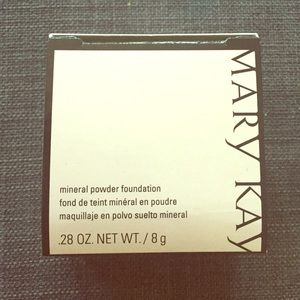 MARY KAY
mineral powder foundation
fond de teint minéral en poudre
maquillaje en polvo suelto mineral
.28 OZ. NET WT. / 8 g